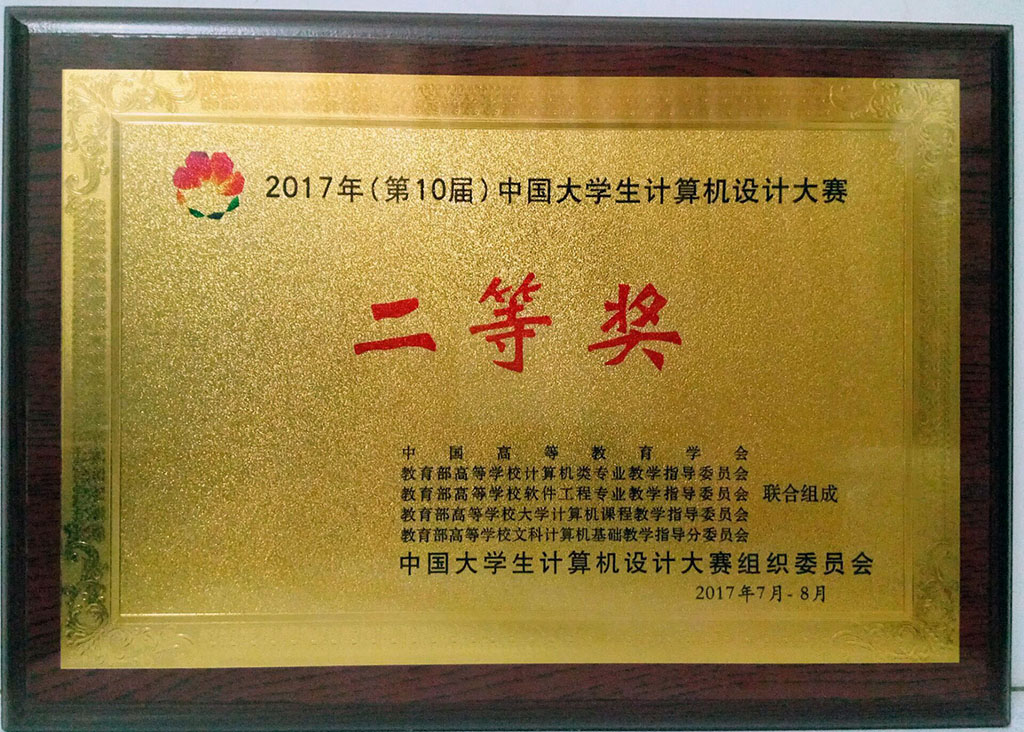 2017年(第10届)中国大学生计算机设计大赛
二等奖
中国高等教育学会
教育部高等学校计算机类专业教学指导委员会
教育部高等学校软件工程专业教学指导委员会 联合组成
教育部高等学校大学计算机课程教学指导委员会
教育部高等学校文科计算机基础教学指导分委员会
中国大学生计算机设计大赛组织委员会
2017年7月-8月